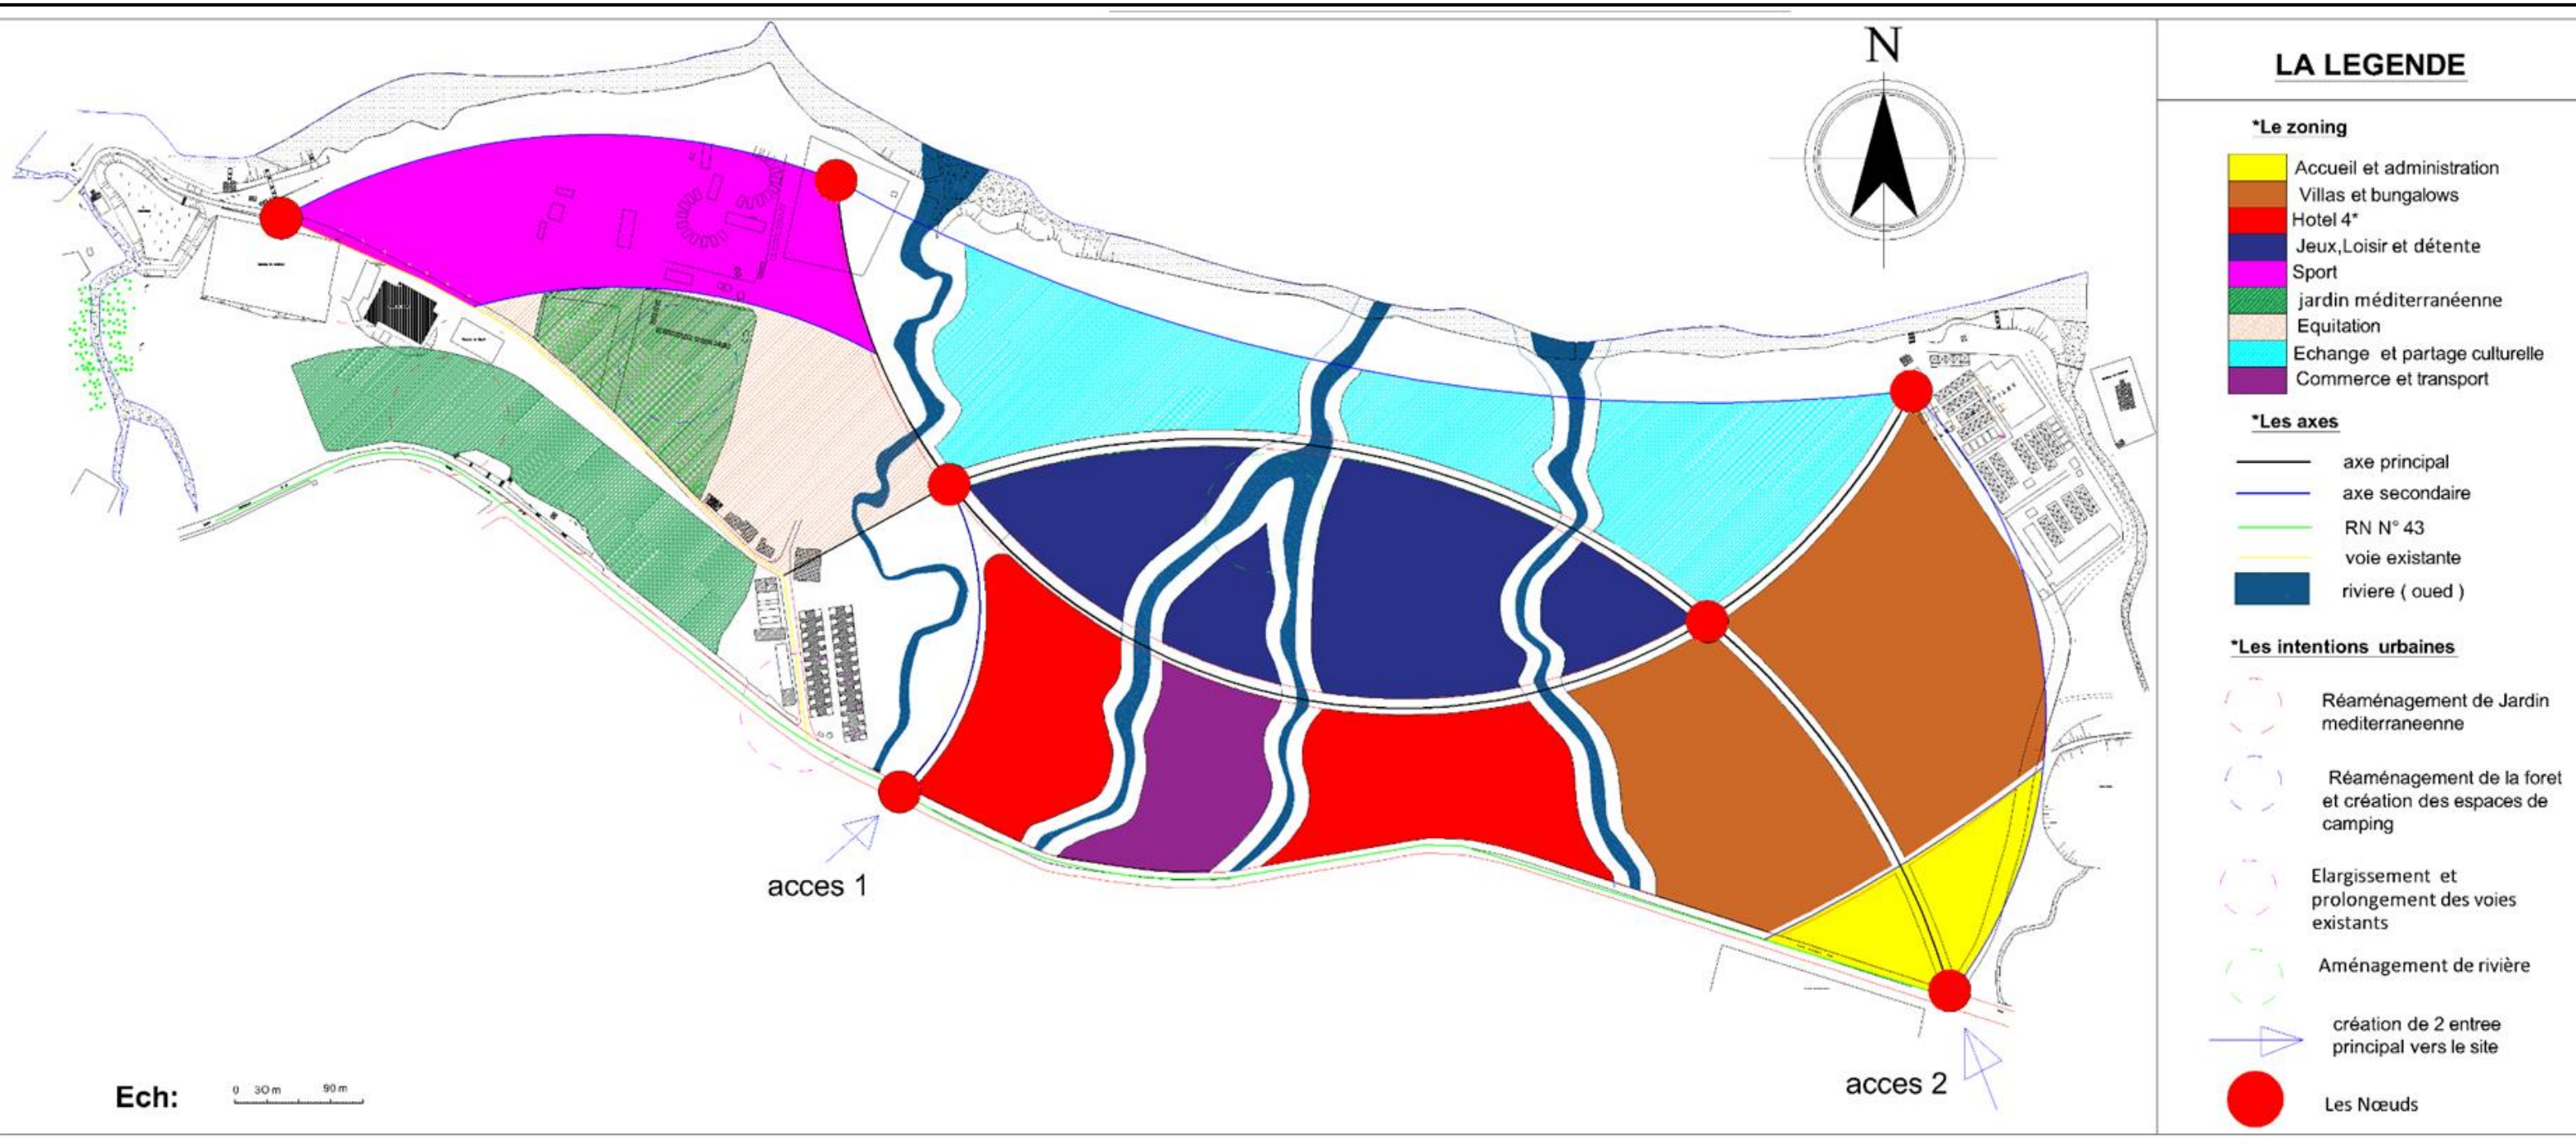 N
acces 1
acces 2
Ech:
0 30 m 90 m
LA LEGENDE
*Le zoning
Accueil et administration
Villas et bungalows
Hotel 4*
Jeux,Loisir et détente
Sport
jardin méditerranéenne
Equitation
Echange et partage culturelle
Commerce et transport
*Les axes
axe principal
axe secondaire
RN N° 43
voie existante
riviere ( oued )
*Les intentions urbaines
Réaménagement de Jardin
mediterraneenne
Réaménagement de la foret
et création des espaces de
camping
Elargissement et
prolongement des voies
existants
Aménagement de rivière
création de 2 entree
principal vers le site
Les Nœuds